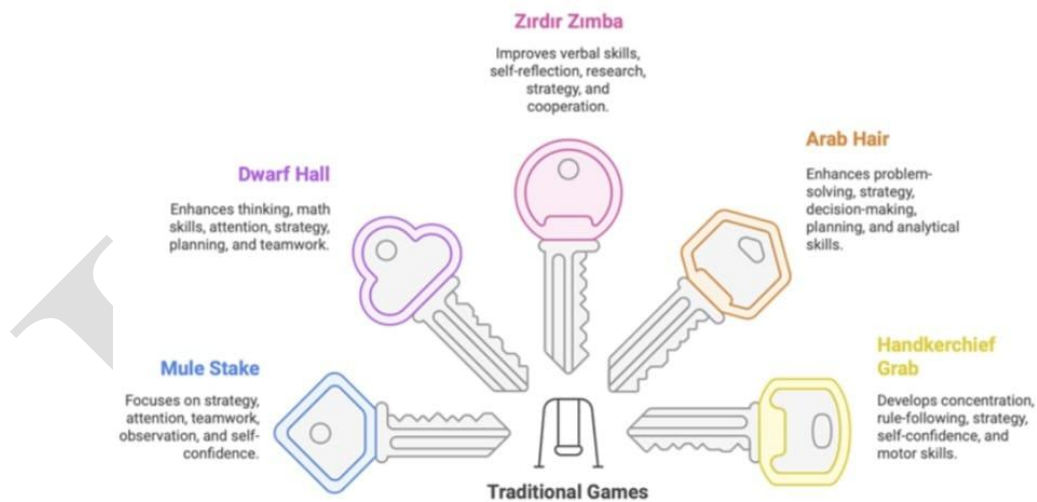 Zırdır Zımba
Improves verbal skills,
self-reflection, research,
strategy, and
cooperation.
Arab Hair
Enhances problem-
solving, strategy,
decision-making,
planning, and analytical
skills.
Dwarf Hall
Enhances thinking, math
skills, attention, strategy,
planning, and teamwork.
Handkerchief
Grab
Develops concentration,
rule-following, strategy,
self-confidence, and
motor skills.
Mule Stake
Focuses on strategy,
attention, teamwork,
observation, and self-
confidence.
Traditional Games